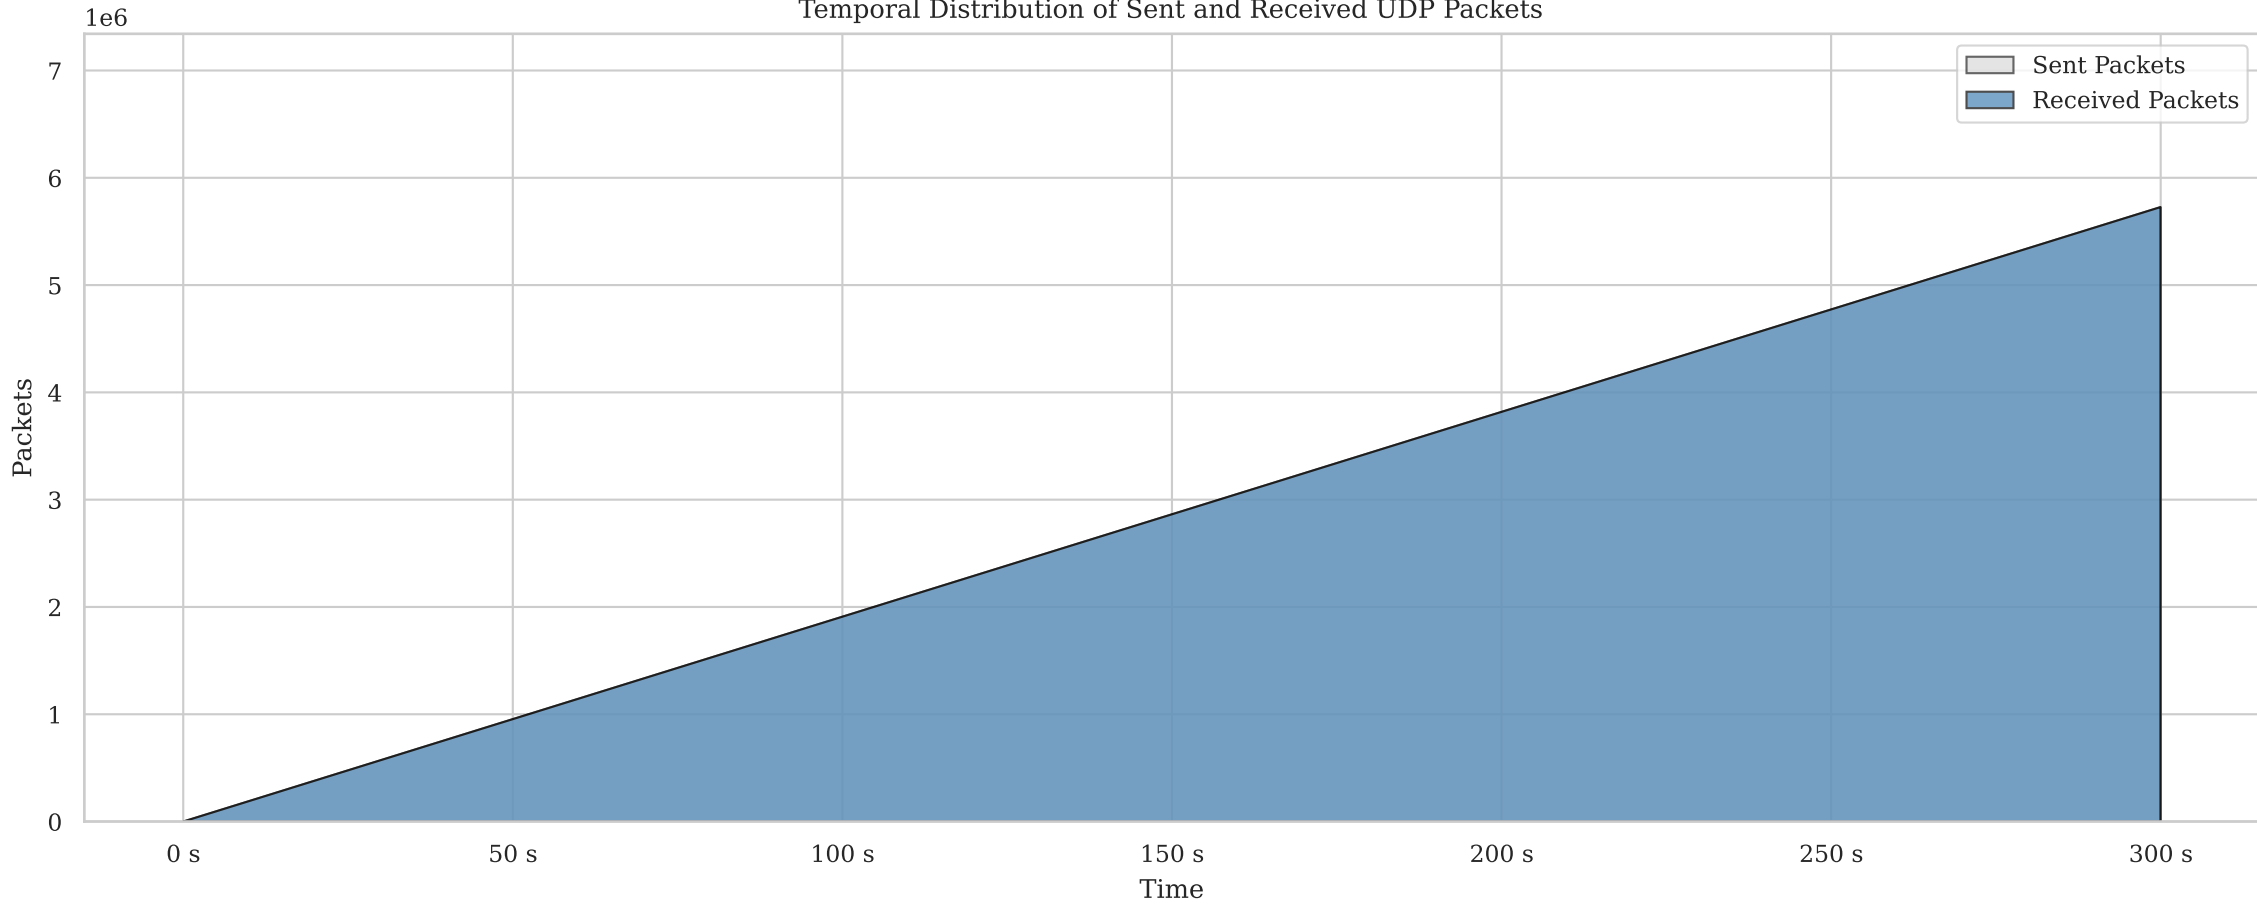 Temporal Distribution of Sent and Received UDP Packets
1e6
Sent Packets
Received Packets
7
6
5
4
3
2
1
0
Packets
0 s 50 s 100 s 150 s 200 s 250 s 300 s
Time